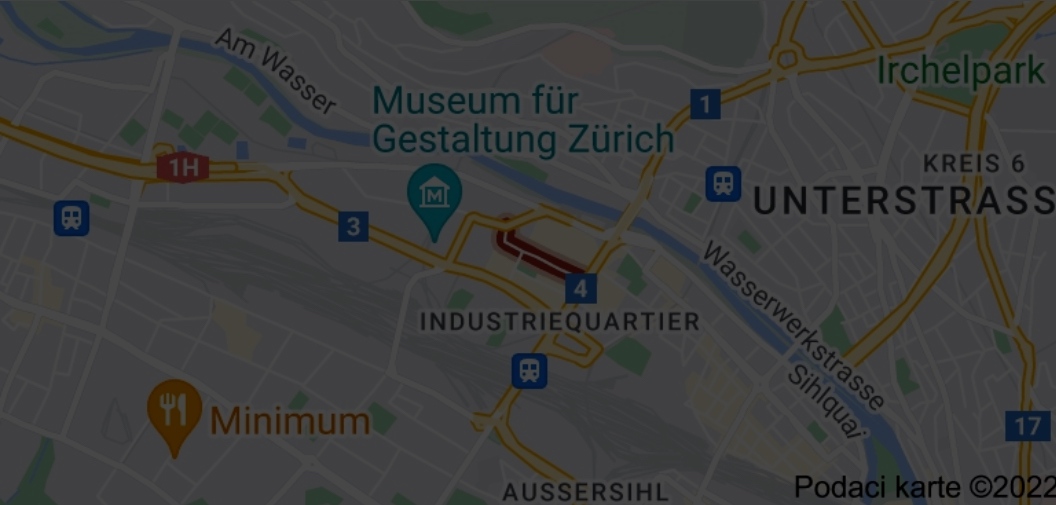 Am Wasser
Irchelpark
Museum für
Gestaltung Zürich
1
1H
KREIS 6
UNTERSTRASS
3
4
Wasserwerkstrasse
INDUSTRIEQUARTIER
Sihlquai
Minimum
17
AUSSERSIHL
Podaci karte ©2022